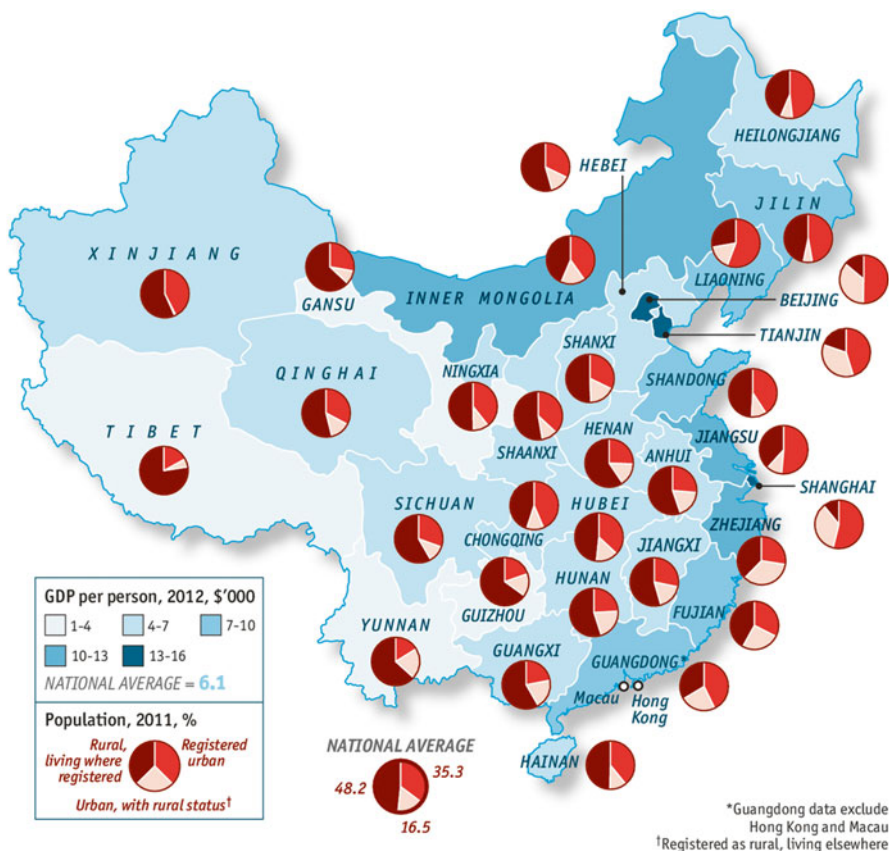 HEILONGJIANG
HEBEI
JILIN
XINJIANG
LIAONING
GANSU
INNER MONGOLIA
BEIJING
TIANJIN
SHANXI
QINGHAI
NINGXIA
SHANDONG
TIBET
HENAN
JIANGSU
SHAANXI
ANHUI
SHANGHAI
SICHUAN
HUBEI
ZHEJIANG
CHONGQING
JIANGXI
HUNAN
GUIZHOU
FUJIAN
YUNNAN
GUANGXI
GUANGDONG*
Macau
Hong
Kong
HAINAN
GDP per person, 2012, $'000
1-4 4-7 7-10
10-13 13-16
NATIONAL AVERAGE = 6.1
Population, 2011, %
Rural,
living where
registered
Registered
urban
Urban, with rural status†
NATIONAL AVERAGE
35.3
48.2
16.5
*Guangdong data exclude
Hong Kong and Macau
†Registered as rural, living elsewhere